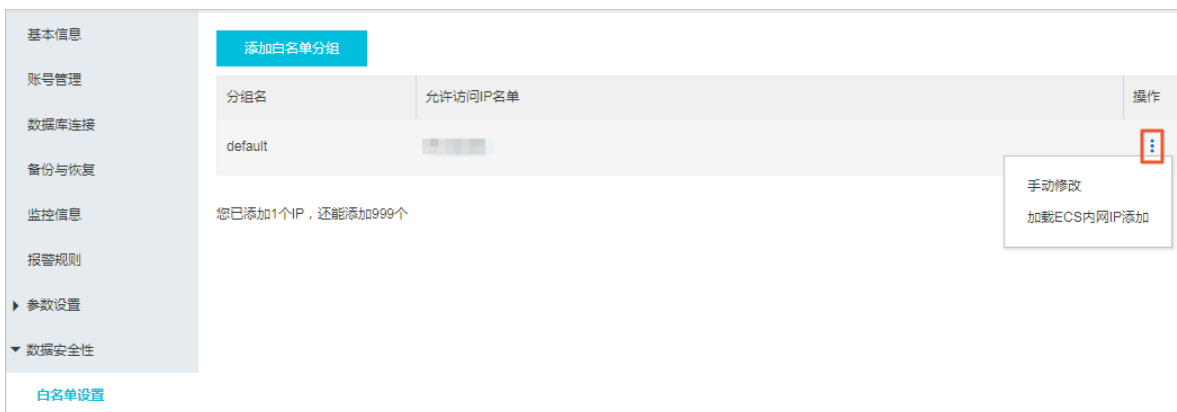 基本信息
账号管理
数据库连接
备份与恢复
监控信息
报警规则
参数设置
数据安全性
白名单设置
添加白名单分组
分组名 允许访问IP名单 操作
default
手动修改
加载ECS内网IP添加
您已添加1个IP，还能添加999个